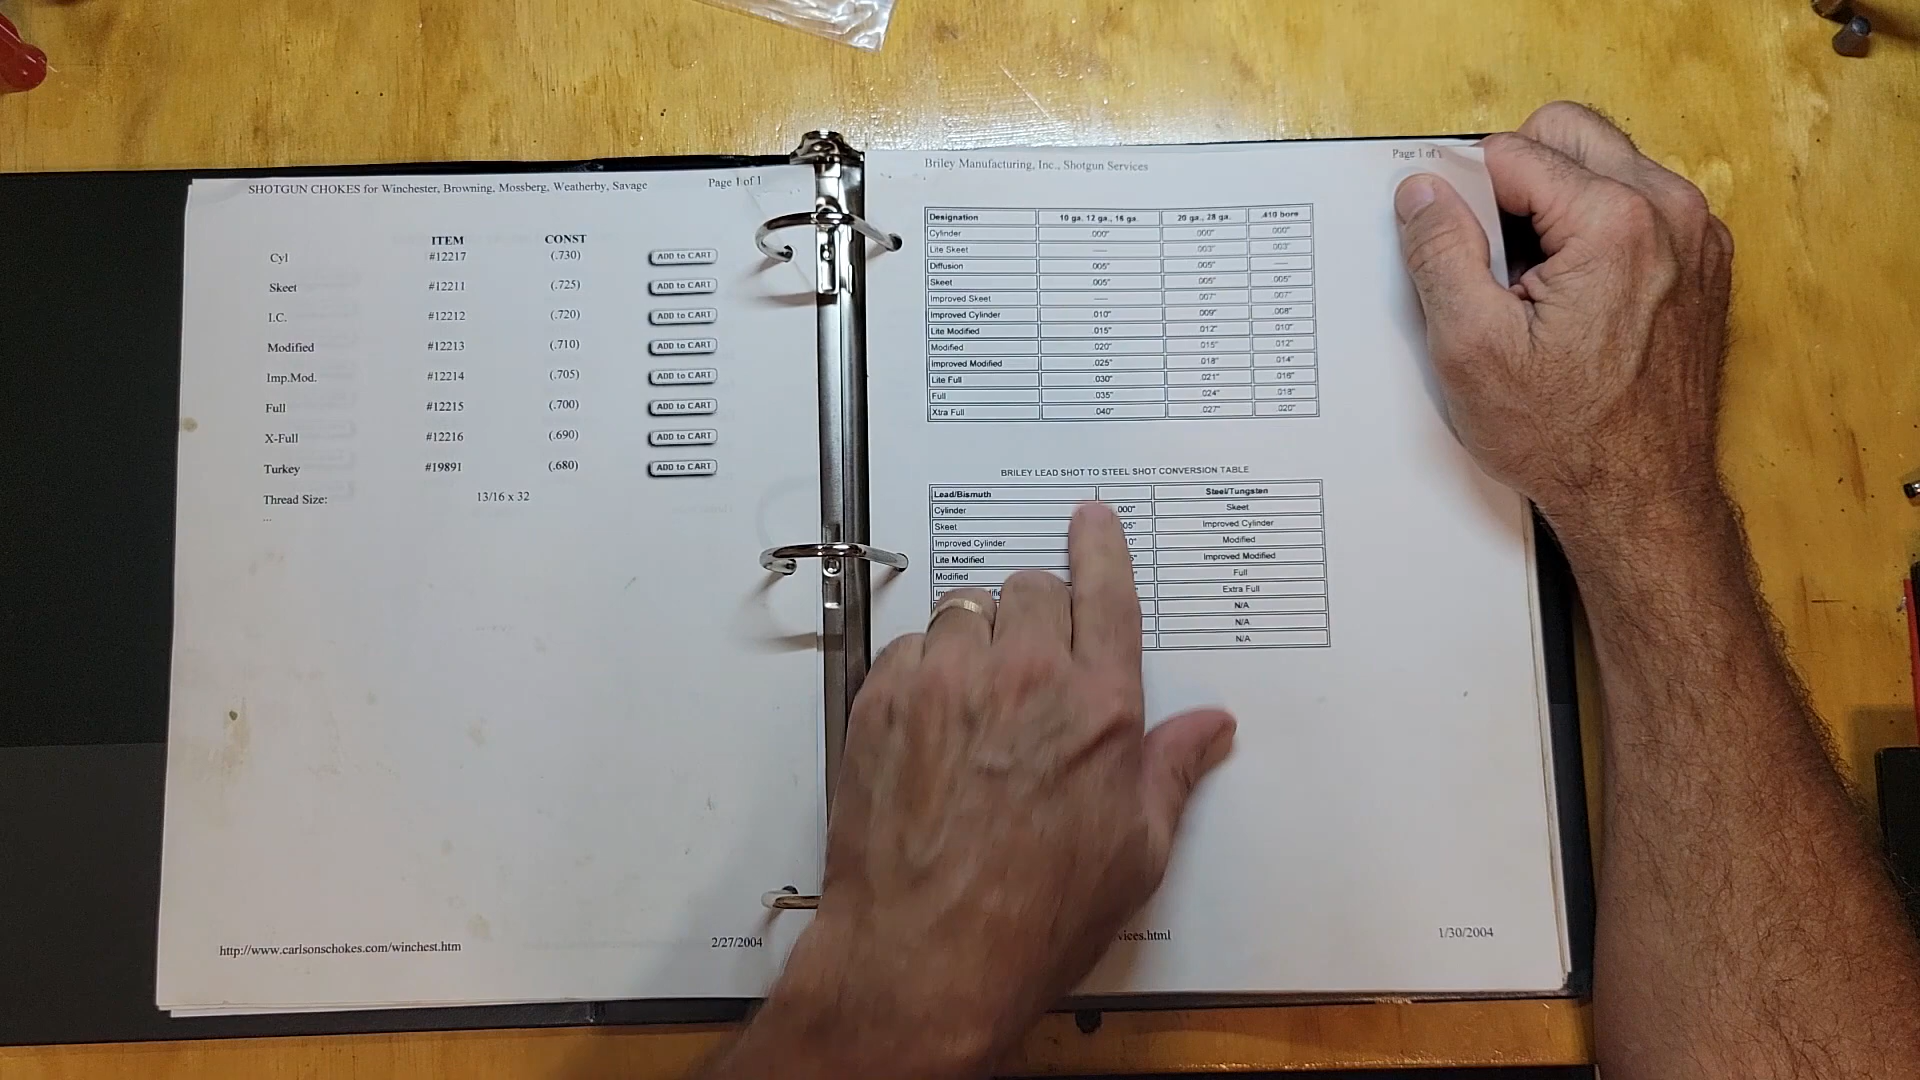 SHOTGUN CHOKES for Winchester, Browning, Mossberg, Weatherby, Savage Page 1 of 1
ITEM CONST
Cyl #12217 (.730) ADD to CART
Skeet #12211 (.725) ADD to CART
I.C. #12212 (.720) ADD to CART
Modified #12213 (.710) ADD to CART
Imp.Mod. #12214 (.705) ADD to CART
Full #12215 (.700) ADD to CART
X-Full #12216 (.690) ADD to CART
Turkey #19891 (.680) ADD to CART
Thread Size: 13/16 x 32
...
http://www.carlsonschokes.com/winchest.htm 2/27/2004
Briley Manufacturing, Inc., Shotgun Services Page 1 of 1
Designation 10 ga. 12 ga., 16 ga. 20 ga., 28 ga. .410 bore
Cylinder .000" .000" .000"
Lite Skeet — .003" .003"
Diffusion .005" .005" —
Skeet .005" .005" .005"
Improved Skeet — .007" .007"
Improved Cylinder .010" .009" .008"
Lite Modified .015" .012" .010"
Modified .020" .015" .012"
Improved Modified .025" .018" .014"
Lite Full .030" .021" .016"
Full .035" .024" .018"
Xtra Full .040" .027" .020"
BRILEY LEAD SHOT TO STEEL SHOT CONVERSION TABLE
Lead/Bismuth Steel/Tungsten
Cylinder .000" Skeet
Skeet 05" Improved Cylinder
Improved Cylinder 0" Modified
Lite Modified 5" Improved Modified
Modified " Full
Extra Full
N/A
N/A
N/A
vices.html 1/30/2004